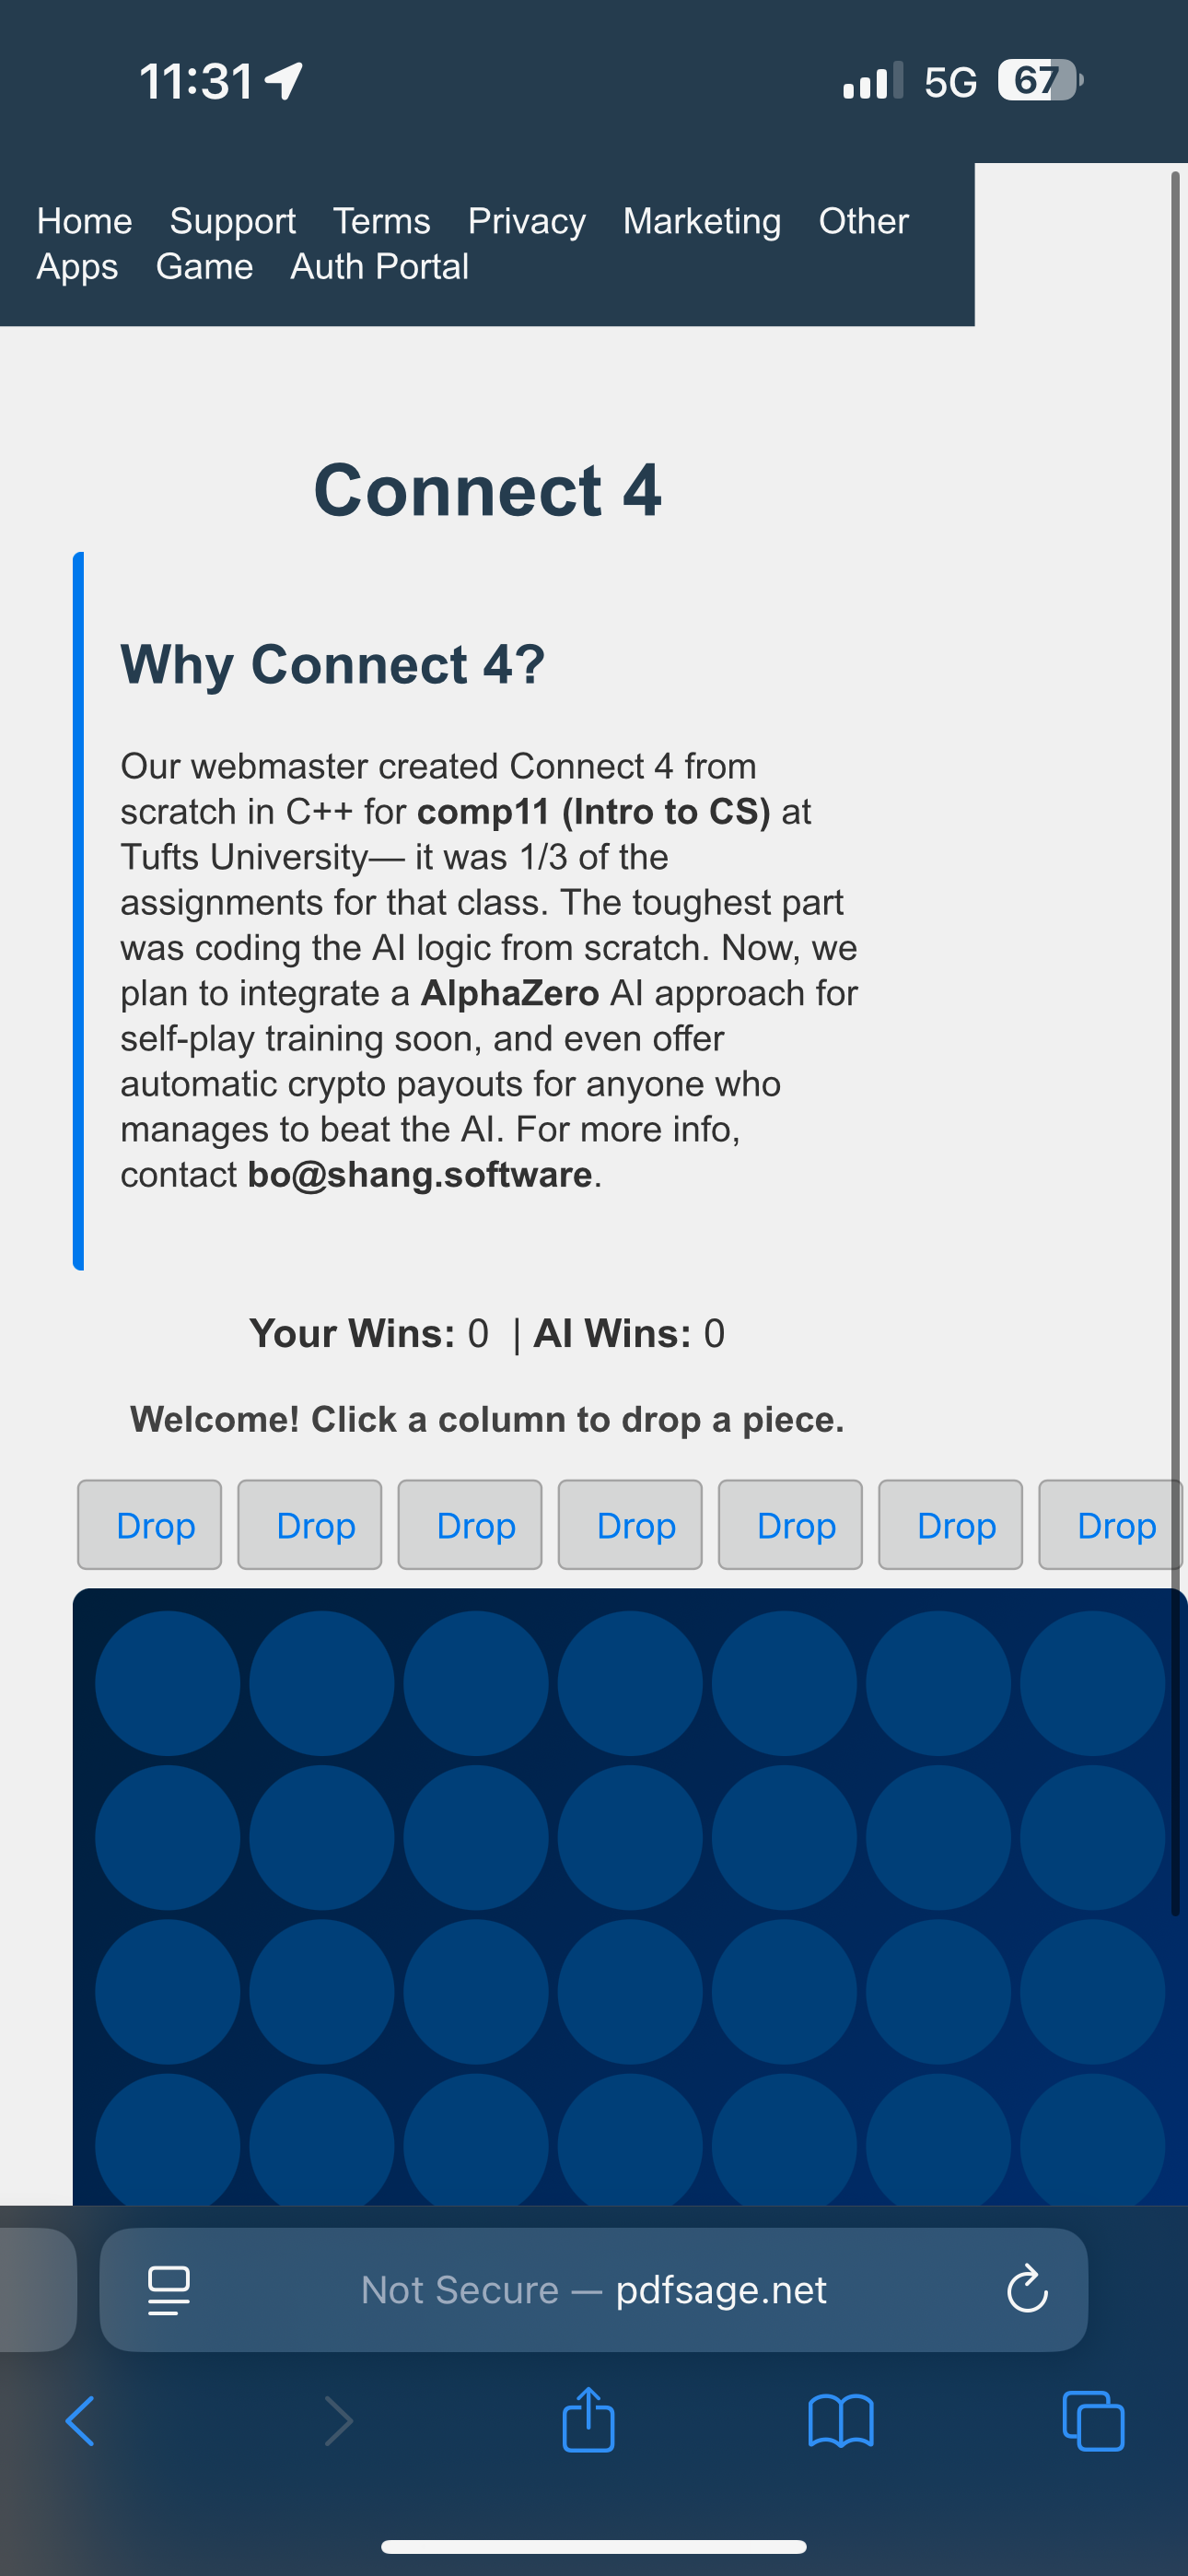 11:31 5G 67
Home Support Terms Privacy Marketing Other
Apps Game Auth Portal
Connect 4
Why Connect 4?
Our webmaster created Connect 4 from
scratch in C++ for comp11 (Intro to CS) at
Tufts University— it was 1/3 of the
assignments for that class. The toughest part
was coding the AI logic from scratch. Now, we
plan to integrate a AlphaZero AI approach for
self-play training soon, and even offer
automatic crypto payouts for anyone who
manages to beat the AI. For more info,
contact bo@shang.software.
Your Wins: 0 | AI Wins: 0
Welcome! Click a column to drop a piece.
Drop Drop Drop Drop Drop Drop Drop
Not Secure — pdfsage.net